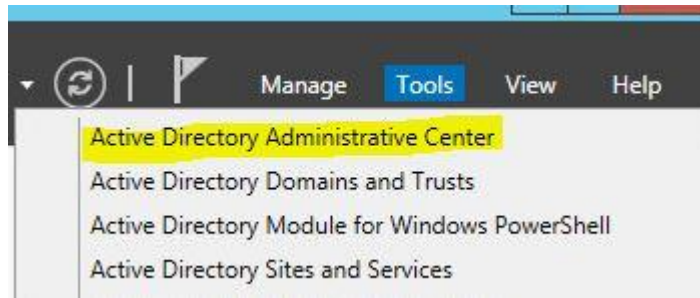 Manage Tools View Help
Active Directory Administrative Center
Active Directory Domains and Trusts
Active Directory Module for Windows PowerShell
Active Directory Sites and Services